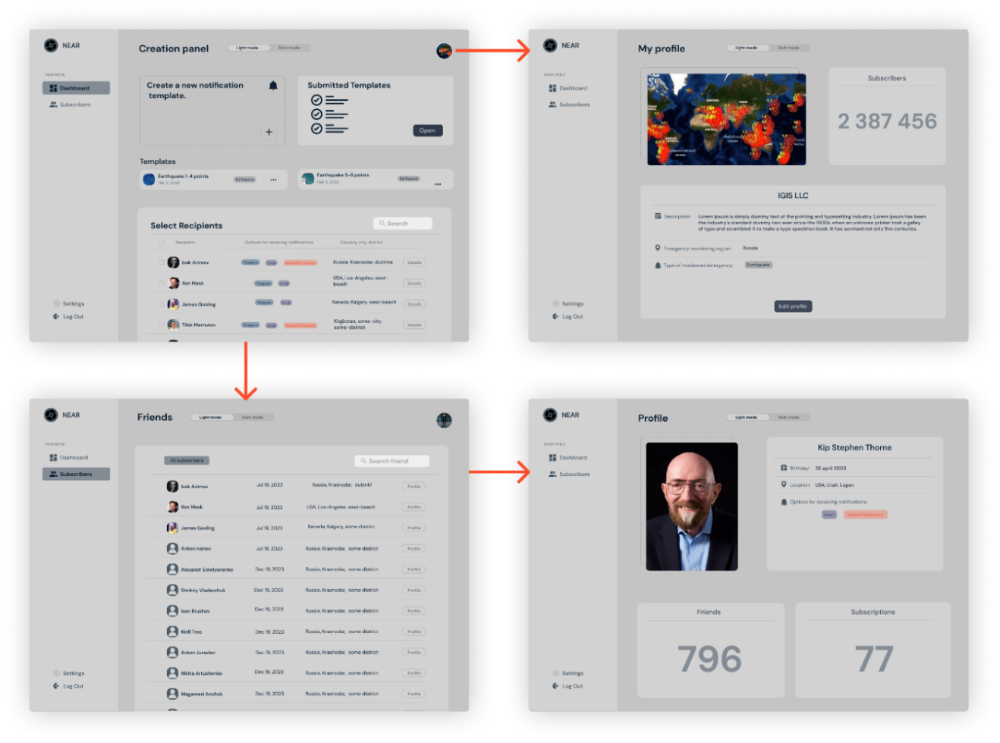 NEAR
Creation panel
Light mode
Dark mode
Dashboard
Subscribers
Create a new notification
template.
Submitted Templates
Open
Templates
Earthquake 1-4 points
Mar 9, 2023
Earthquake
Earthquake 5-6 points
Feb 3, 2023
Earthquake
Select Recipients
Search
Recipient
Options for receiving notifications
Country, city, district
Isek Azimov
Telegram
Email
Russia, Krasnodar, dubinka
Details
Ilon Mask
Telegram
Email
USA, Los-Angeles, west-
beach
Details
James Gosling
Telegram
Email
Kanada, Kalgary, west-beach
Details
Tilek Mamutov
Telegram
Email
Kirgizstan, some-city,
some-district
Details
Settings
Log Out
NEAR
My profile
Light mode
Dark mode
MAIN MENU
Dashboard
Subscribers
Subscribers
2 387 456
IGIS LLC
Description:
Lorem Ipsum is simply dummy text of the printing and typesetting industry. Lorem Ipsum has been
the industry's standard dummy text ever since the 1500s, when an unknown printer took a galley
of type and scrambled it to make a type specimen book. It has survived not only five centuries.
Emergency monitoring region:
Russia
Type of monitored emergency:
Earthquake
Edit profile
Settings
Log Out
NEAR
Friends
Light mode
Dark mode
Dashboard
Subscribers
All subscribers
Search friend
Isek Azimov
Jul 19, 2023
Russia, Krasnodar, dubinka
Profile
Ilon Mask
Jul 19, 2023
USA, Los-Angeles, west-beach
Profile
James Gosling
Jul 19, 2023
Kanada, Kalgary, some district
Profile
Anton Ivanov
Jul 19, 2023
Russia, Krasnodar, some district
Profile
Alexandr Emelyanenko
Dec 19, 2023
Russia, Krasnodar, some district
Profile
Dmitriy Vladarchuk
Dec 19, 2023
Russia, Krasnodar, some district
Profile
Ivan Erushev
Dec 19, 2023
Russia, Krasnodar, some district
Profile
Kirill Troc
Dec 19, 2023
Russia, Krasnodar, some district
Profile
Anton Juravlev
Dec 19, 2023
Russia, Krasnodar, some district
Profile
Nikita Artushenko
Dec 19, 2023
Russia, Krasnodar, some district
Profile
Magamed Anchok
Dec 19, 2023
Russia, Krasnodar, some district
Profile
Settings
Log Out
NEAR
Profile
Light mode
Dark mode
MAIN MENU
Dashboard
Subscribers
Kip Stephen Thorne
Birthday:
26 april 2003
Location:
USA, Utah, Logan
Options for receiving notifications:
Email
Mobail Notification
Friends
796
Subscriptions
77
Settings
Log Out